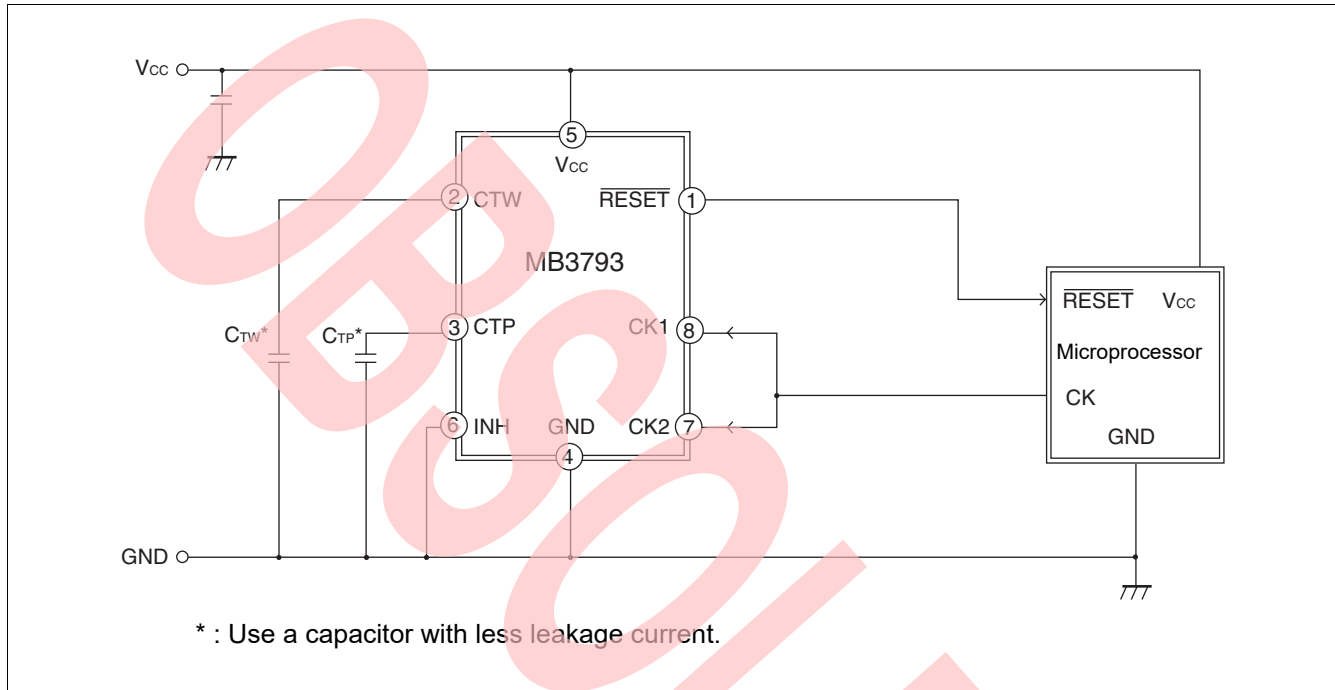 VCC
5
VCC
2 CTW
RESET 1
MB3793
RESET VCC
CTW* CTP*
3 CTP
CK1 8
Microprocessor
CK
6 INH GND CK2 7
GND
4
GND
* : Use a capacitor with less leakage current.
OBSOL